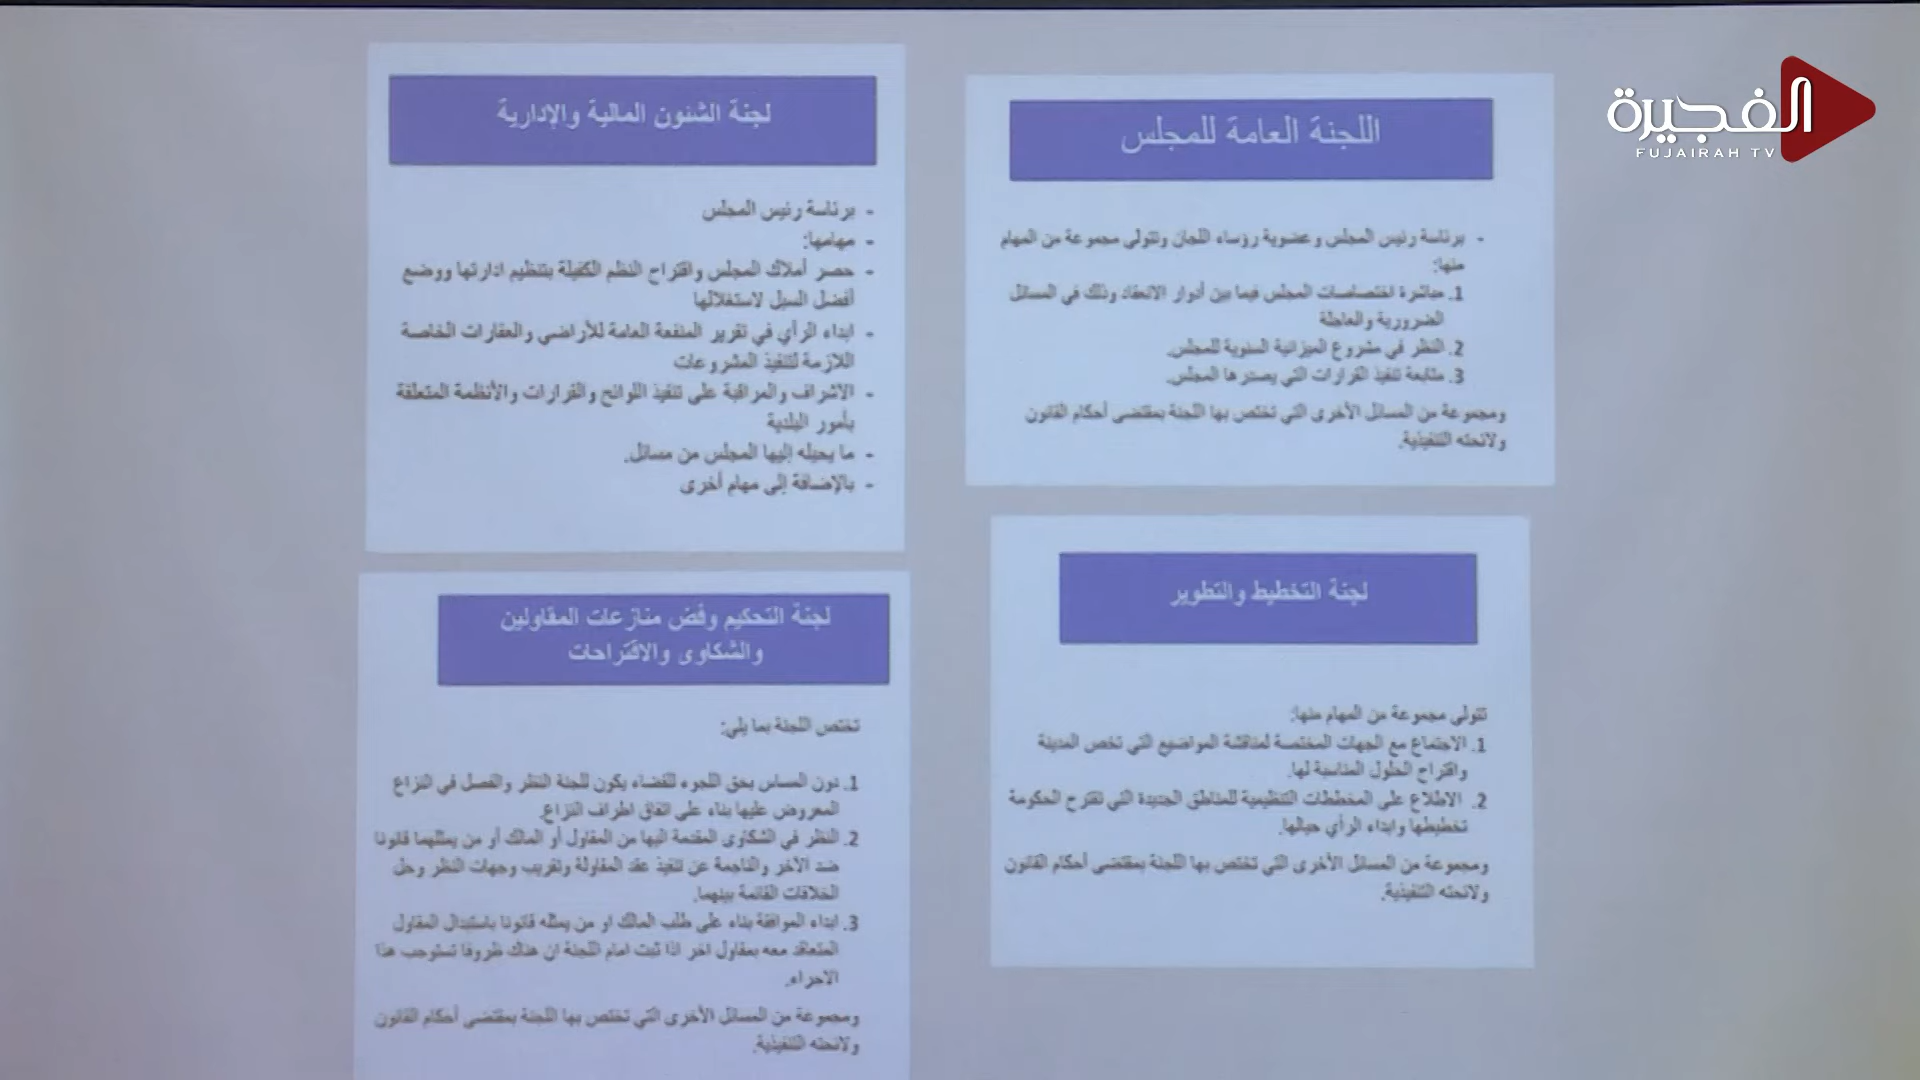 الفجيرة
FUJAIRAH TV
اللجنة العامة للمجلس
- برئاسة رئيس المجلس وعضوية رؤساء اللجان وتتولى مجموعة من المهام
منها:
1. مباشرة اختصاصات المجلس فيما بين أدوار الانعقاد وذلك في المسائل
الضرورية والعاجلة
2. النظر في مشروع الميزانية السنوية للمجلس.
3. متابعة تنفيذ القرارات التي يصدرها المجلس.
ومجموعة من المسائل الأخرى التي تختص بها اللجنة بمقتضى أحكام القانون
ولائحته التنفيذية.
لجنة الشئون المالية والإدارية
- برئاسة رئيس المجلس
- مهامها:
- حصر أملاك المجلس واقتراح النظم الكفيلة بتنظيم ادارتها ووضع
أفضل السبل لاستغلالها
- ابداء الرأي في تقرير المنفعة العامة للأراضي والعقارات الخاصة
اللازمة لتنفيذ المشروعات
- الاشراف والمراقبة على تنفيذ اللوائح والقرارات والأنظمة المتعلقة
بأمور البلدية
- ما يحيله إليها المجلس من مسائل.
- بالإضافة إلى مهام أخرى
لجنة التخطيط والتطوير
تتولى مجموعة من المهام منها:
1. الاجتماع مع الجهات المختصة لمناقشة المواضيع التي تخص المدينة
واقتراح الحلول المناسبة لها.
2. الاطلاع على المخططات التنظيمية للمناطق الجديدة التي تقترح الحكومة
تخطيطها وابداء الرأي حيالها.
ومجموعة من المسائل الأخرى التي تختص بها اللجنة بمقتضى أحكام القانون
ولائحته التنفيذية.
لجنة التحكيم وفض منازعات المقاولين
والشكاوى والاقتراحات
تختص اللجنة بما يلي:
1. دون المساس بحق اللجوء للقضاء يكون للجنة النظر والفصل في النزاع
المعروض عليها بناء على اتفاق اطراف النزاع.
2. النظر في الشكاوى المقدمة اليها من المقاول أو المالك أو من يمثلهما قانونا
ضد الآخر والناجمة عن تنفيذ عقد المقاولة وتقريب وجهات النظر وحل
الخلافات القائمة بينهما.
3. ابداء الموافقة بناء على طلب المالك او من يمثله قانونا باستبدال المقاول
المتعاقد معه بمقاول اخر اذا ثبت امام اللجنة ان هناك ظروفا تستوجب هذا
الاجراء.
ومجموعة من المسائل الأخرى التي تختص بها اللجنة بمقتضى أحكام القانون
ولائحته التنفيذية.